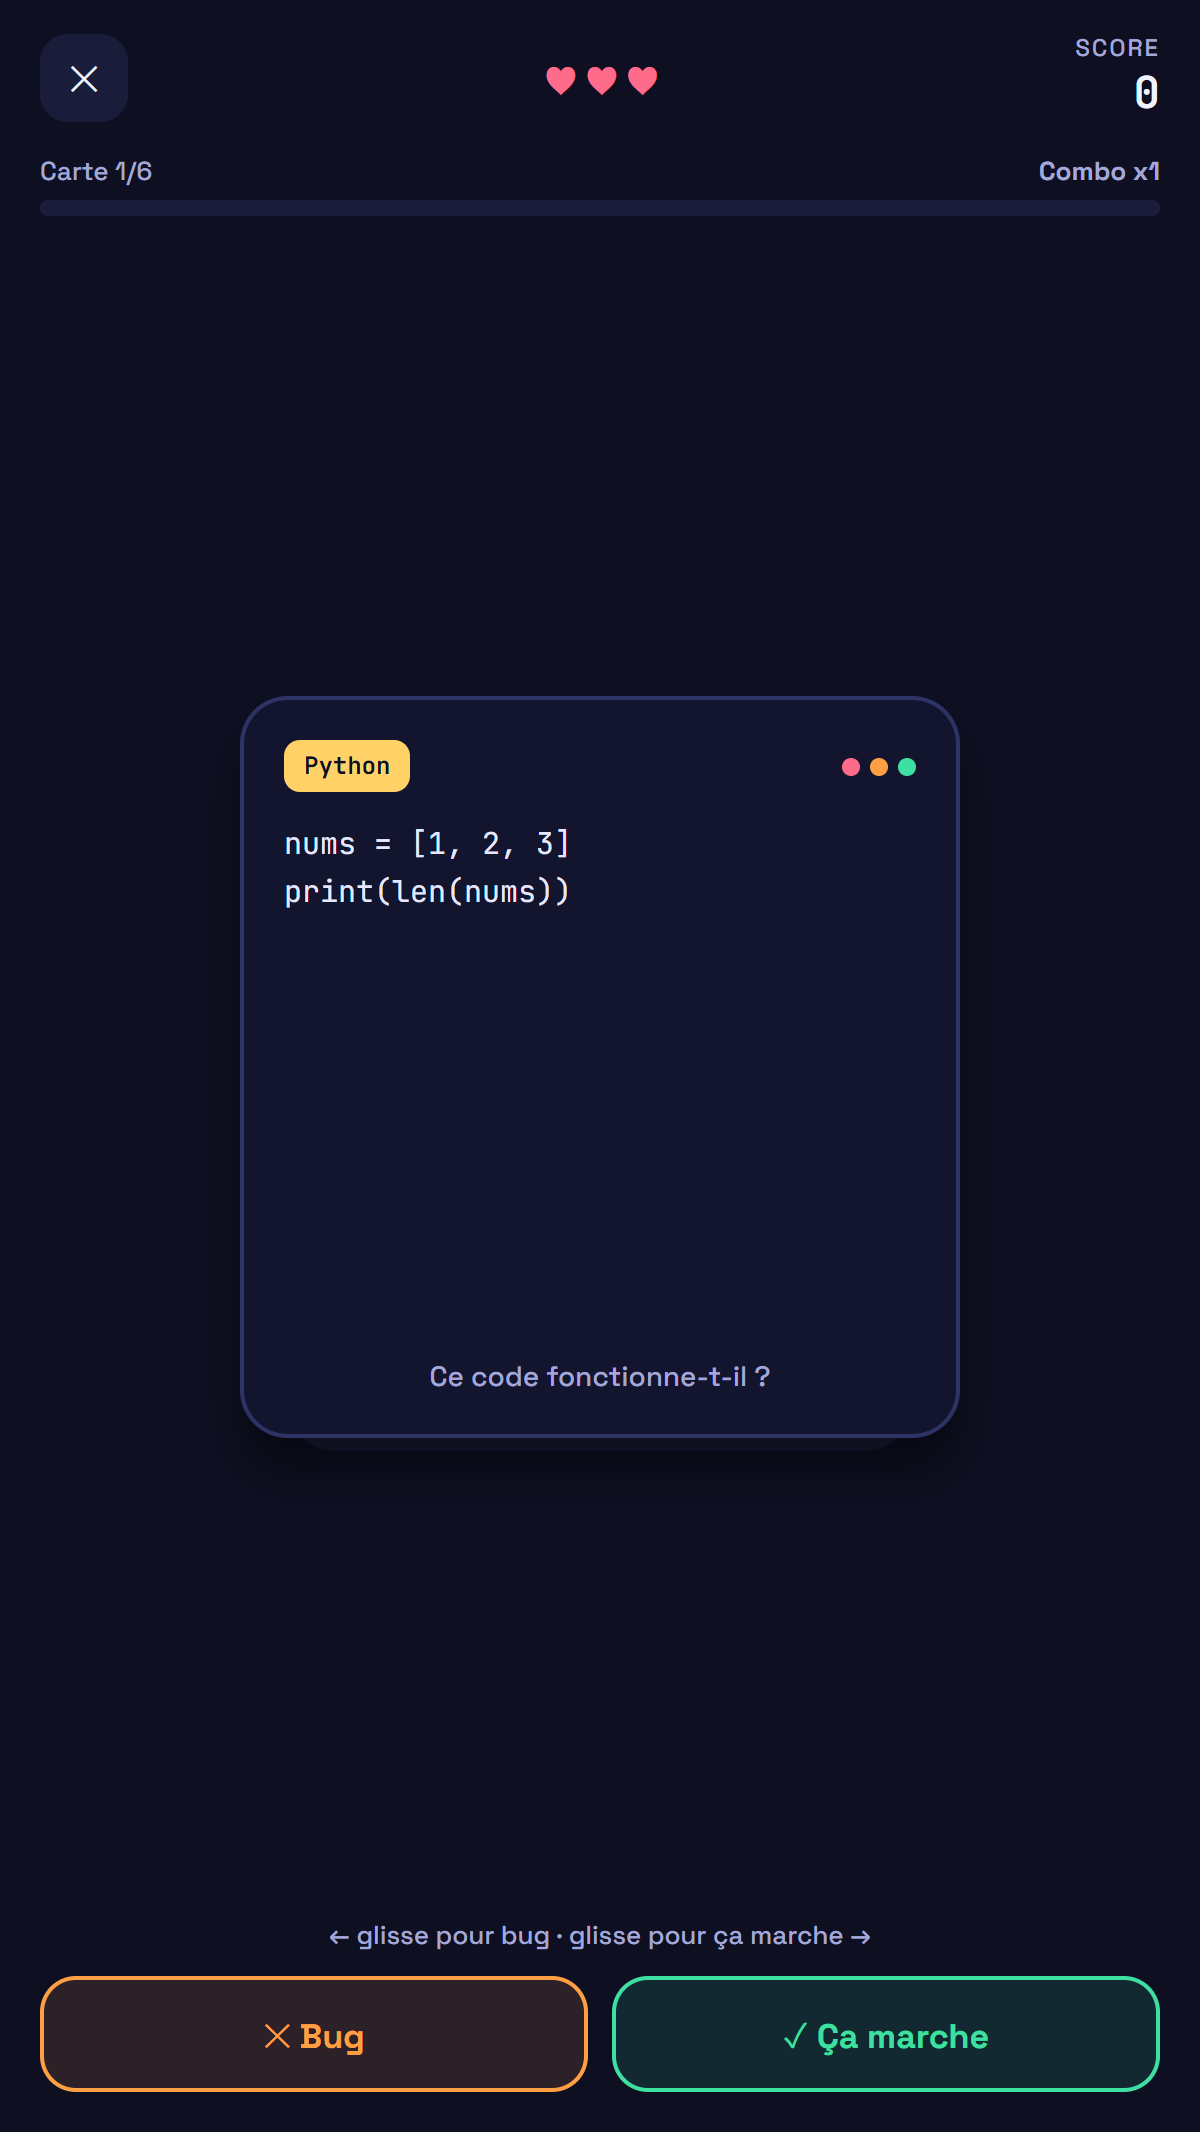 SCORE
0
Carte 1/6
Combo x1
Python
nums = [1, 2, 3]
print(len(nums))
Ce code fonctionne-t-il ?
← glisse pour bug · glisse pour ça marche →
✕ Bug
✓ Ça marche